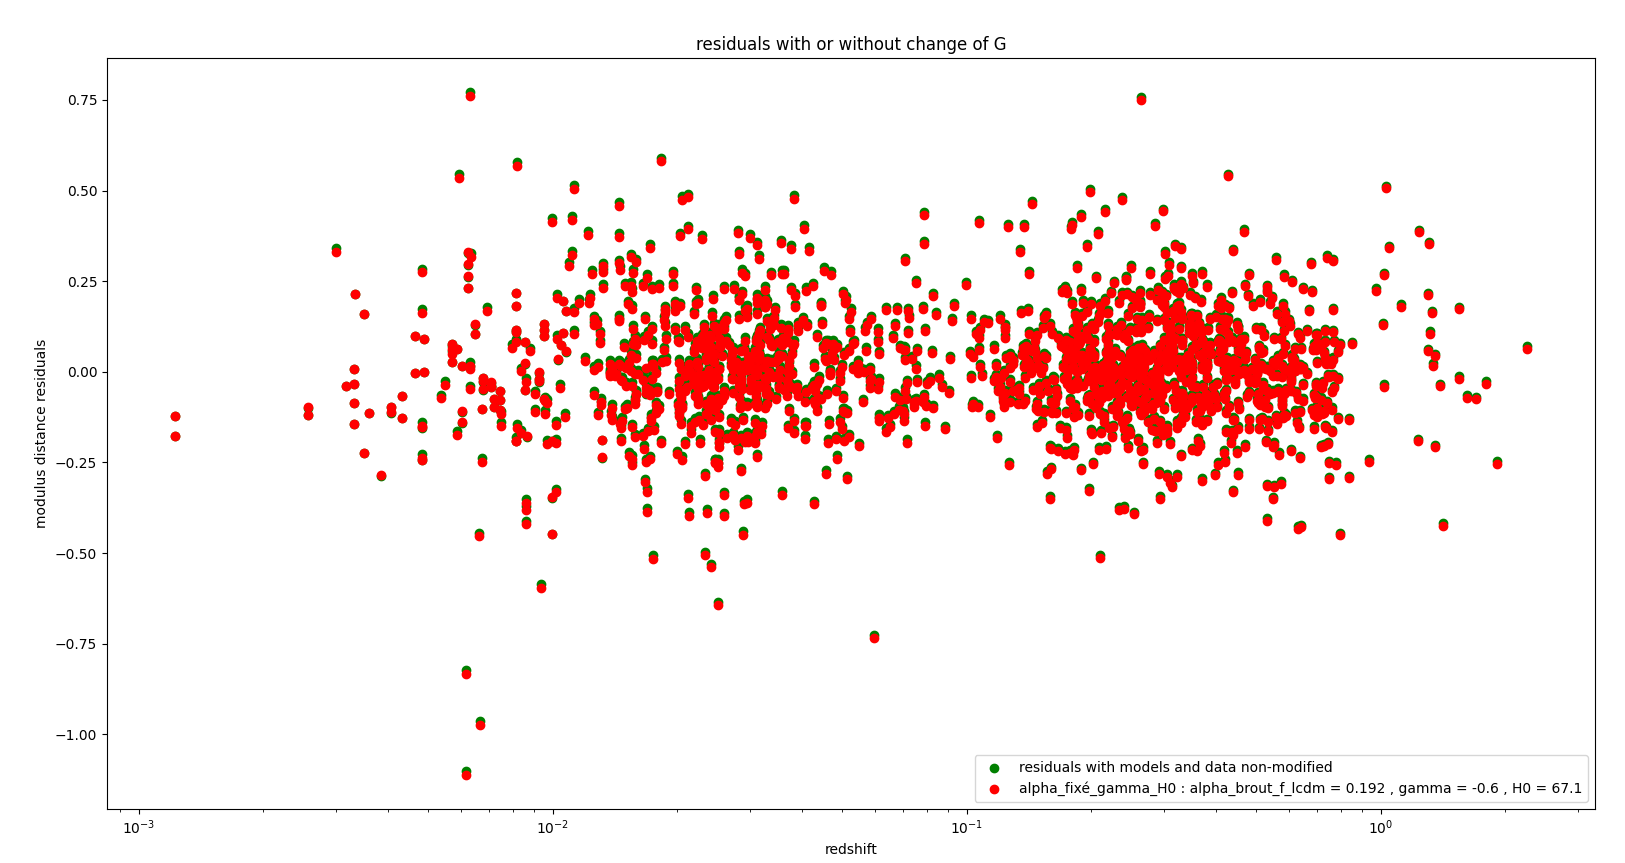 residuals with or without change of G
modulus distance residuals
0.75
0.50
0.25
0.00
−0.25
−0.50
−0.75
−1.00
residuals with models and data non-modified
alpha_fixé_gamma_H0 : alpha_brout_f_lcdm = 0.192 , gamma = -0.6 , H0 = 67.1
10⁻³ 10⁻² 10⁻¹ 10⁰
redshift